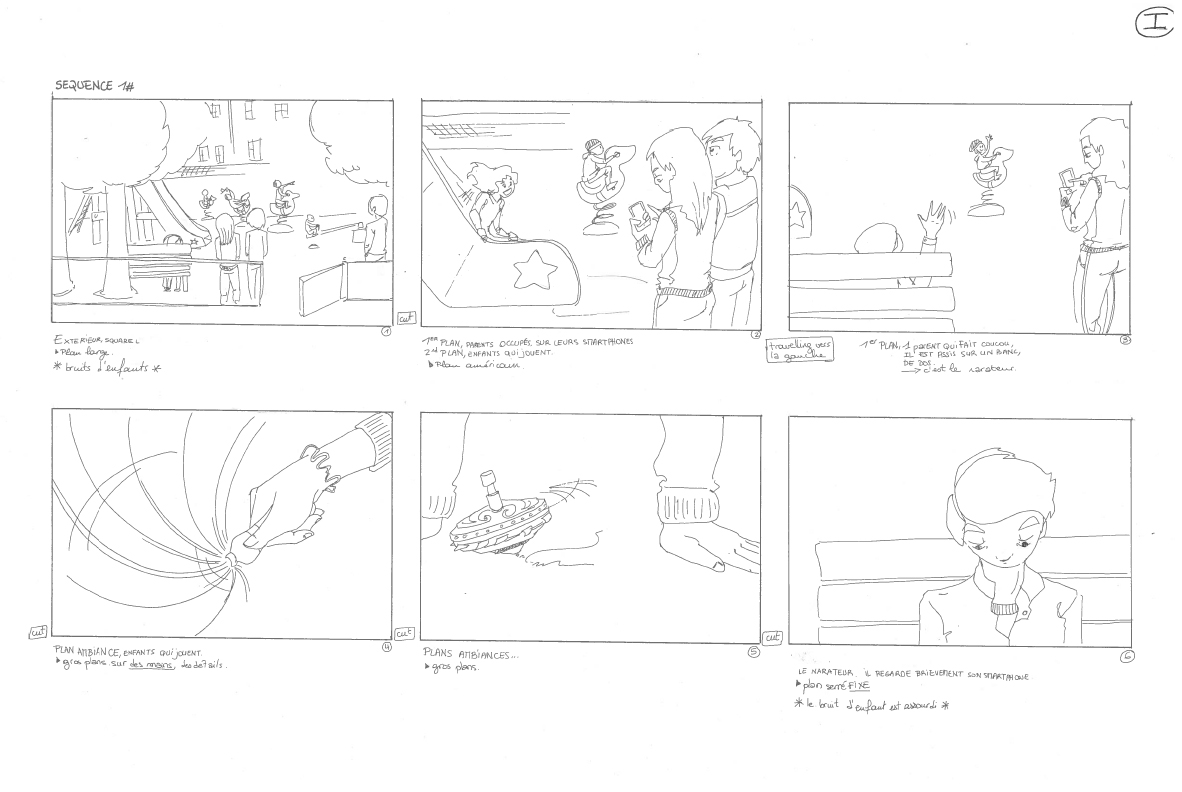 I
SEQUENCE 1#
1
EXTERIEUR, SQUARE.
▸ Plan large.
* bruits d'enfants *
cut
2
1er PLAN, PARENTS OCCUPÉS, SUR LEURS SMARTPHONES
2nd PLAN, ENFANTS QUI JOUENT.
▸ Plan américain.
travelling vers
la gauche
3
1er PLAN, 1 PARENT QUI FAIT COUCOU,
IL EST ASSIS SUR UN BANC,
DE DOS.
→ c'est le narateur.
cut
4
PLAN AMBIANCE, ENFANTS QUI JOUENT.
▸ gros plans sur des mains, des détails.
cut
5
PLANS AMBIANCES...
▸ gros plans.
cut
6
LE NARATEUR. IL REGARDE BRIEVEMENT SON SMARTPHONE
▸ plan serré FIXE
* le bruit d'enfant est assourdi *